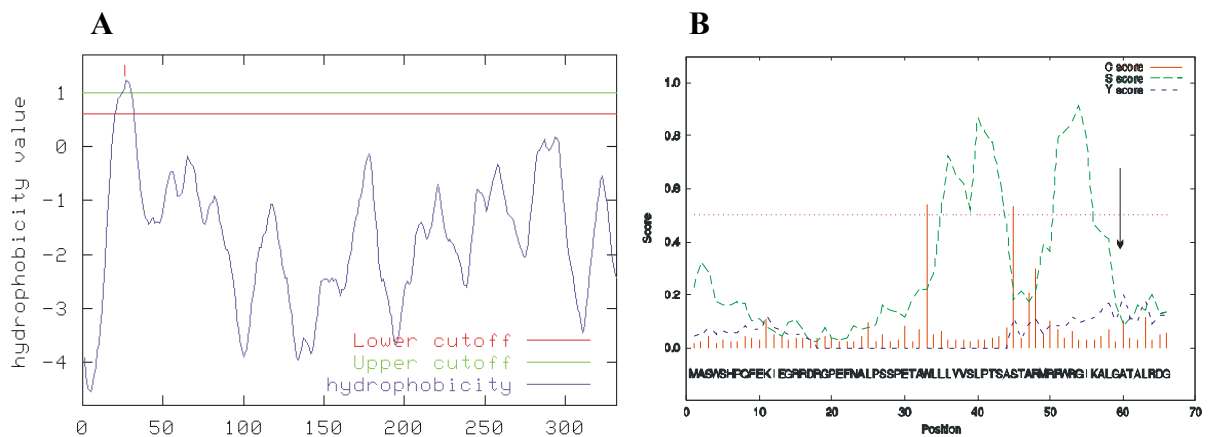 A
hydrophobicity value
1
0
-1
-2
-3
-4
Lower cutoff
Upper cutoff
hydrophobicity
0 50 100 150 200 250 300
B
C score
S score
Y score
Score
1.0
0.8
0.6
0.4
0.2
0.0
MASWSHPQFEKIEGRRDRGPEFNALPSSPETAWLLLVVSLPTSASTARMRFWRGIKALGATALRDG
0 10 20 30 40 50 60 70
Position